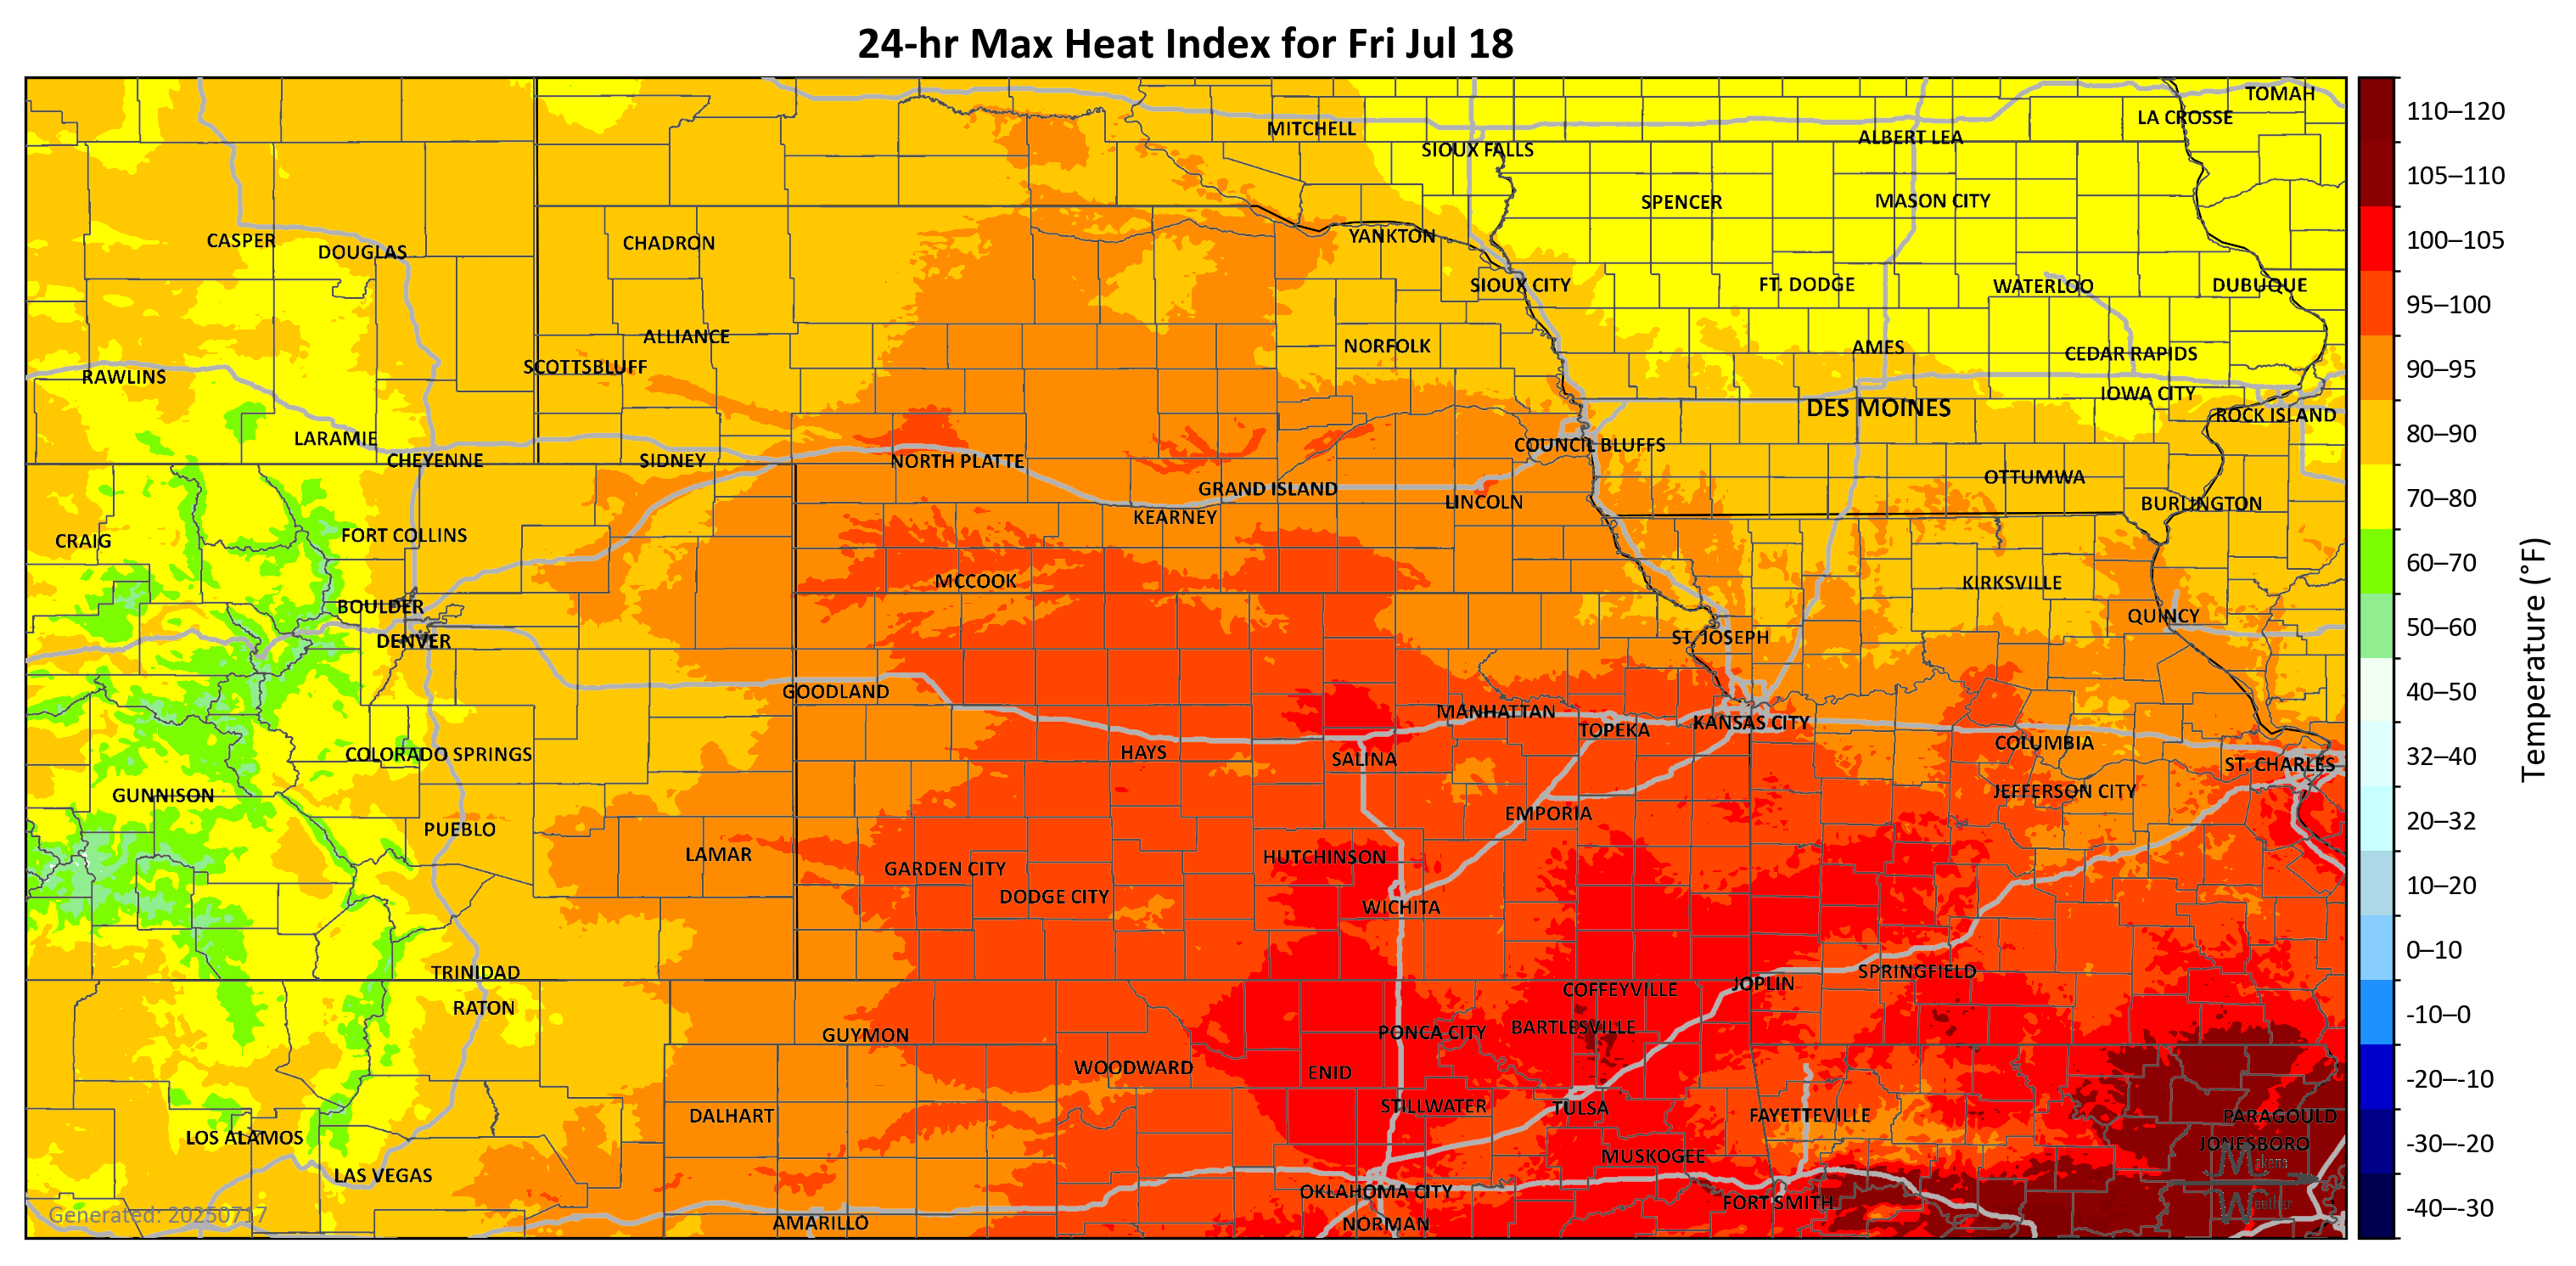 24-hr Max Heat Index for Fri Jul 18
TOMAH
LA CROSSE
MITCHELL
ALBERT LEA
SIOUX FALLS
SPENCER
MASON CITY
CASPER
DOUGLAS
CHADRON
YANKTON
SIOUX CITY
FT. DODGE
WATERLOO
DUBUQUE
ALLIANCE
NORFOLK
AMES
CEDAR RAPIDS
SCOTTSBLUFF
RAWLINS
IOWA CITY
DES MOINES
ROCK ISLAND
LARAMIE
COUNCIL BLUFFS
CHEYENNE
SIDNEY
NORTH PLATTE
OTTUMWA
GRAND ISLAND
LINCOLN
BURLINGTON
KEARNEY
CRAIG
FORT COLLINS
MCCOOK
KIRKSVILLE
BOULDER
QUINCY
DENVER
ST. JOSEPH
GOODLAND
MANHATTAN
KANSAS CITY
TOPEKA
COLUMBIA
COLORADO SPRINGS
HAYS
SALINA
ST. CHARLES
GUNNISON
JEFFERSON CITY
EMPORIA
PUEBLO
LAMAR
HUTCHINSON
GARDEN CITY
DODGE CITY
WICHITA
TRINIDAD
SPRINGFIELD
JOPLIN
COFFEYVILLE
RATON
GUYMON
PONCA CITY
BARTLESVILLE
WOODWARD
ENID
STILLWATER
TULSA
DALHART
FAYETTEVILLE
PARAGOULD
LOS ALAMOS
JONESBORO
MUSKOGEE
LAS VEGAS
OKLAHOMA CITY
FORT SMITH
AMARILLO
NORMAN
Generated: 20250717
110–120
105–110
100–105
95–100
90–95
80–90
70–80
60–70
50–60
40–50
32–40
20–32
10–20
0–10
-10–0
-20–-10
-30–-20
-40–-30
Temperature (°F)